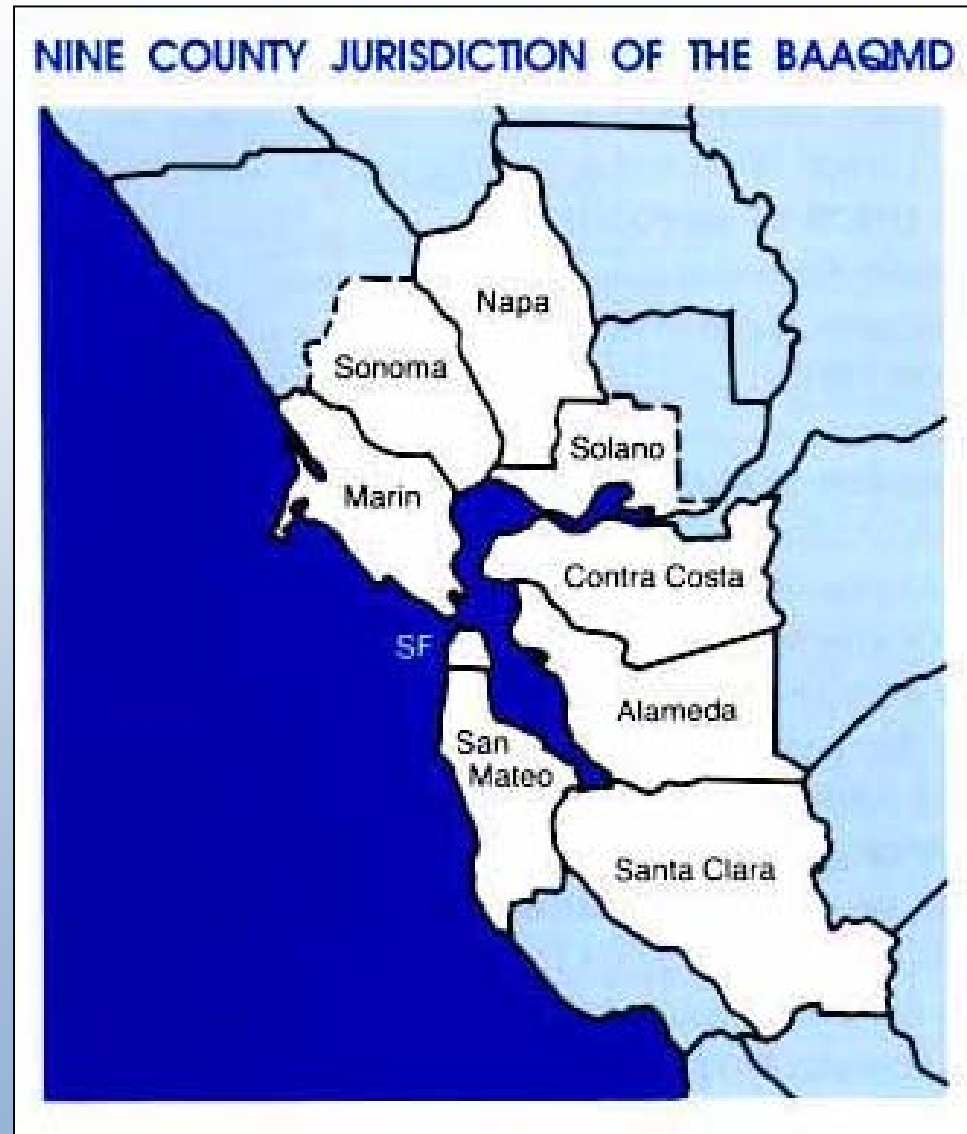 NINE COUNTY JURISDICTION OF THE BAAQMD
Napa
Sonoma
Solano
Marin
Contra Costa
SF
Alameda
San
Mateo
Santa Clara